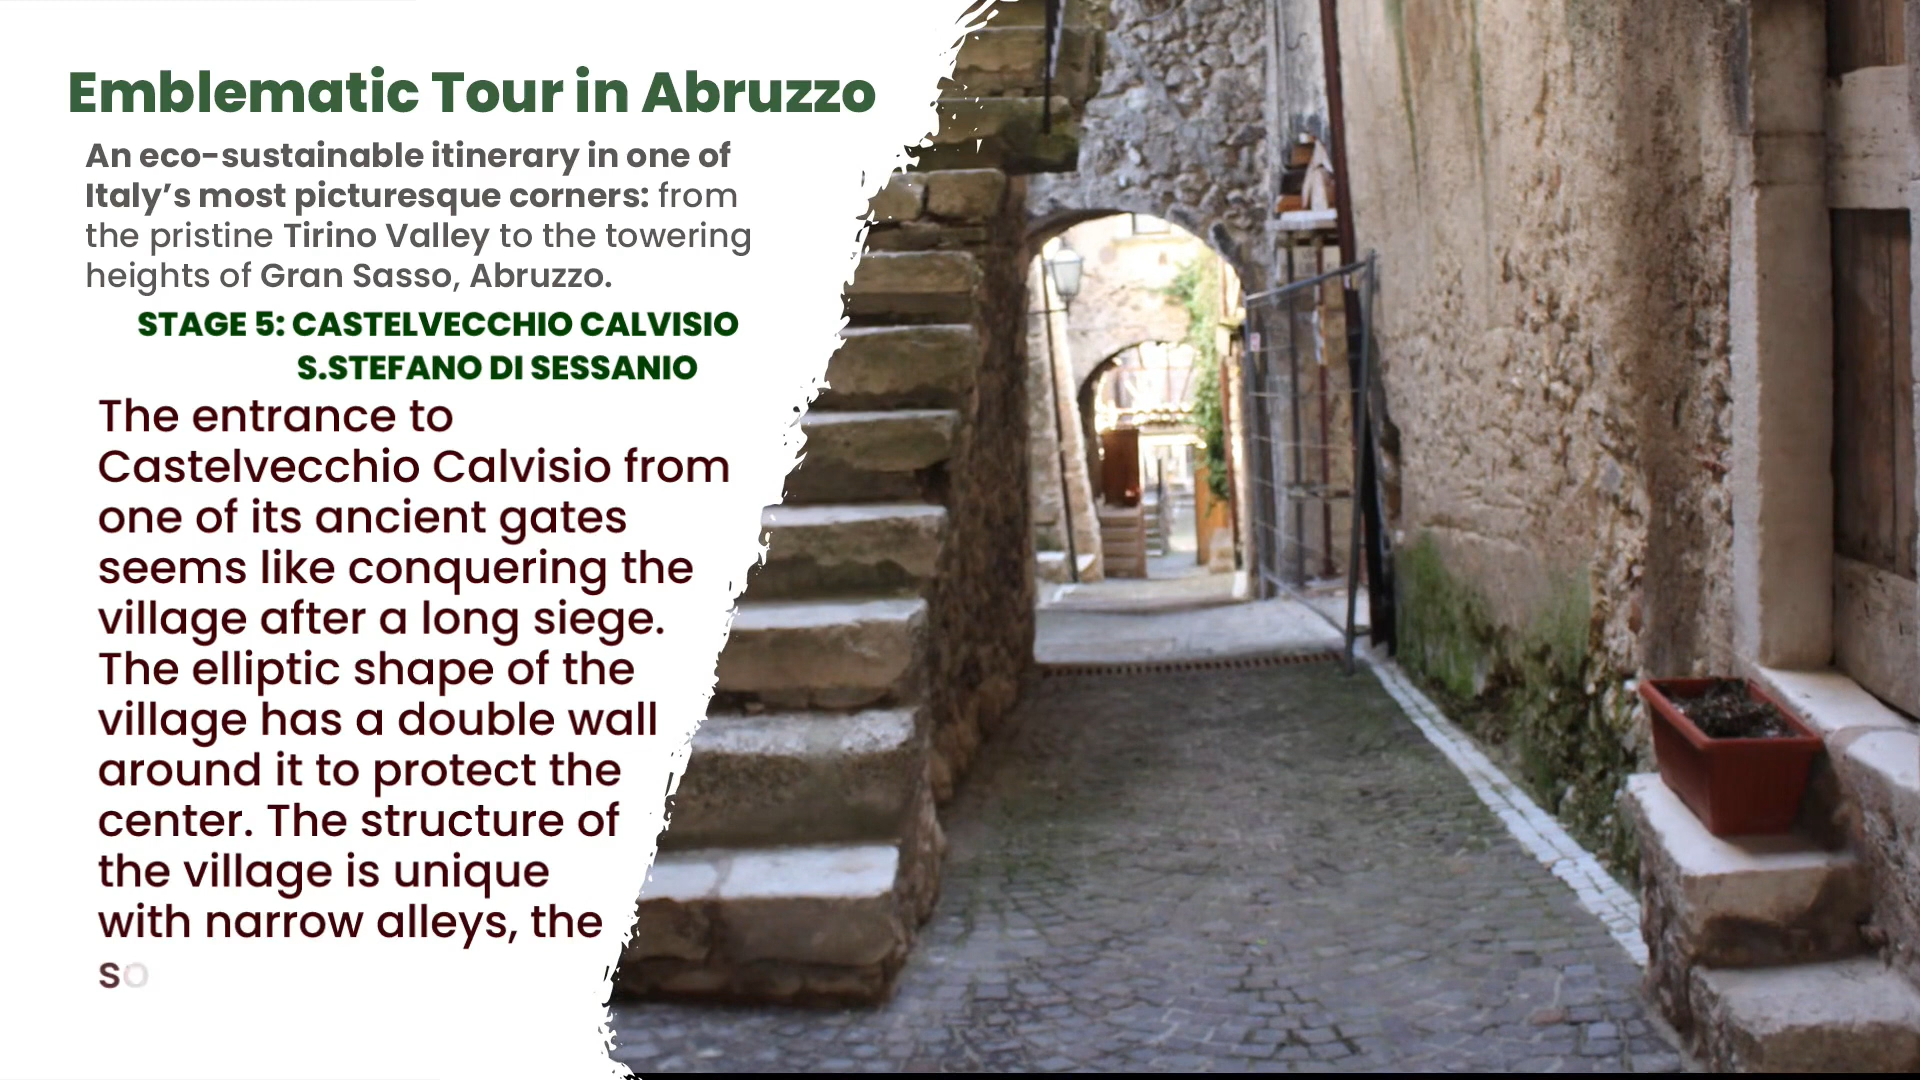 Emblematic Tour in Abruzzo
An eco-sustainable itinerary in one of
Italy's most picturesque corners: from
the pristine Tirino Valley to the towering
heights of Gran Sasso, Abruzzo.
STAGE 5: CASTELVECCHIO CALVISIO
S.STEFANO DI SESSANIO
The entrance to
Castelvecchio Calvisio from
one of its ancient gates
seems like conquering the
village after a long siege.
The elliptic shape of the
village has a double wall
around it to protect the
center. The structure of
the village is unique
with narrow alleys, the
so